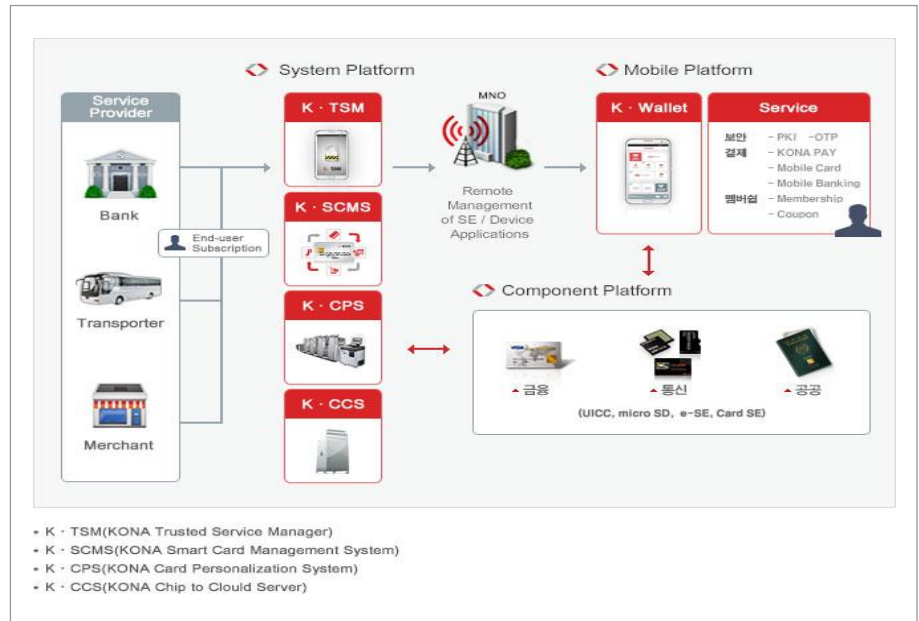 System Platform
Mobile Platform
Service
Provider
Bank
End-user
Subscription
Transporter
Merchant
K · TSM
K · SCMS
K · CPS
K · CCS
MNO
Remote
Management
of SE / Device
Applications
K · Wallet
Service
보안 - PKI -OTP
결제 - KONA PAY
- Mobile Card
- Mobile Banking
멤버쉽 - Membership
- Coupon
Component Platform
금융
통신
공공
(UICC, micro SD, e-SE, Card SE)
• K · TSM(KONA Trusted Service Manager)
• K · SCMS(KONA Smart Card Management System)
• K · CPS(KONA Card Personalization System)
• K · CCS(KONA Chip to Clould Server)